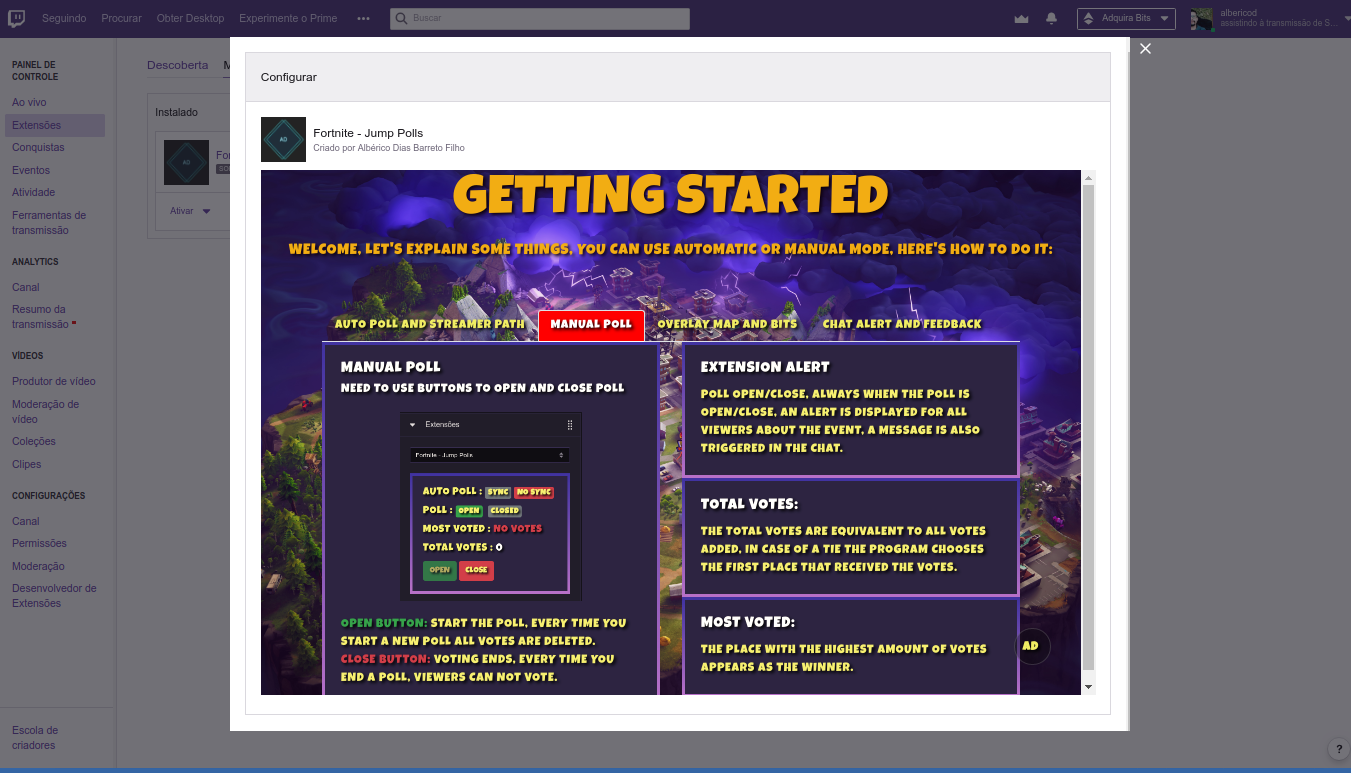 Seguindo
Procurar
Obter Desktop
Experimente o Prime
•••
Buscar
Adquira Bits
albericod
assistindo à transmissão de S...
PAINEL DE
CONTROLE
Ao vivo
Extensões
Conquistas
Eventos
Atividade
Ferramentas de
transmissão
ANALYTICS
Canal
Resumo da
transmissão
VÍDEOS
Produtor de vídeo
Moderação de
vídeo
Coleções
Clipes
CONFIGURAÇÕES
Canal
Permissões
Moderação
Desenvolvedor de
Extensões
Escola de
criadores
Descoberta
M
Instalado
AD
For
Ativar
Configurar
AD
Fortnite - Jump Polls
Criado por Albérico Dias Barreto Filho
GETTING STARTED
WELCOME, LET'S EXPLAIN SOME THINGS, YOU CAN USE AUTOMATIC OR MANUAL MODE, HERE'S HOW TO DO IT:
AUTO POLL AND STREAMER PATH
MANUAL POLL
OVERLAY MAP AND BITS
CHAT ALERT AND FEEDBACK
MANUAL POLL
NEED TO USE BUTTONS TO OPEN AND CLOSE POLL
Extensões
Fortnite - Jump Polls
AUTO POLL : SYNC NO SYNC
POLL : OPEN CLOSED
MOST VOTED : NO VOTES
TOTAL VOTES : 0
OPEN CLOSE
OPEN BUTTON: START THE POLL, EVERY TIME YOU
START A NEW POLL ALL VOTES ARE DELETED.
CLOSE BUTTON: VOTING ENDS, EVERY TIME YOU
END A POLL, VIEWERS CAN NOT VOTE.
EXTENSION ALERT
POLL OPEN/CLOSE, ALWAYS WHEN THE POLL IS
OPEN/CLOSE, AN ALERT IS DISPLAYED FOR ALL
VIEWERS ABOUT THE EVENT, A MESSAGE IS ALSO
TRIGGERED IN THE CHAT.
TOTAL VOTES:
THE TOTAL VOTES ARE EQUIVALENT TO ALL VOTES
ADDED, IN CASE OF A TIE THE PROGRAM CHOOSES
THE FIRST PLACE THAT RECEIVED THE VOTES.
MOST VOTED:
THE PLACE WITH THE HIGHEST AMOUNT OF VOTES
APPEARS AS THE WINNER.
AD
?